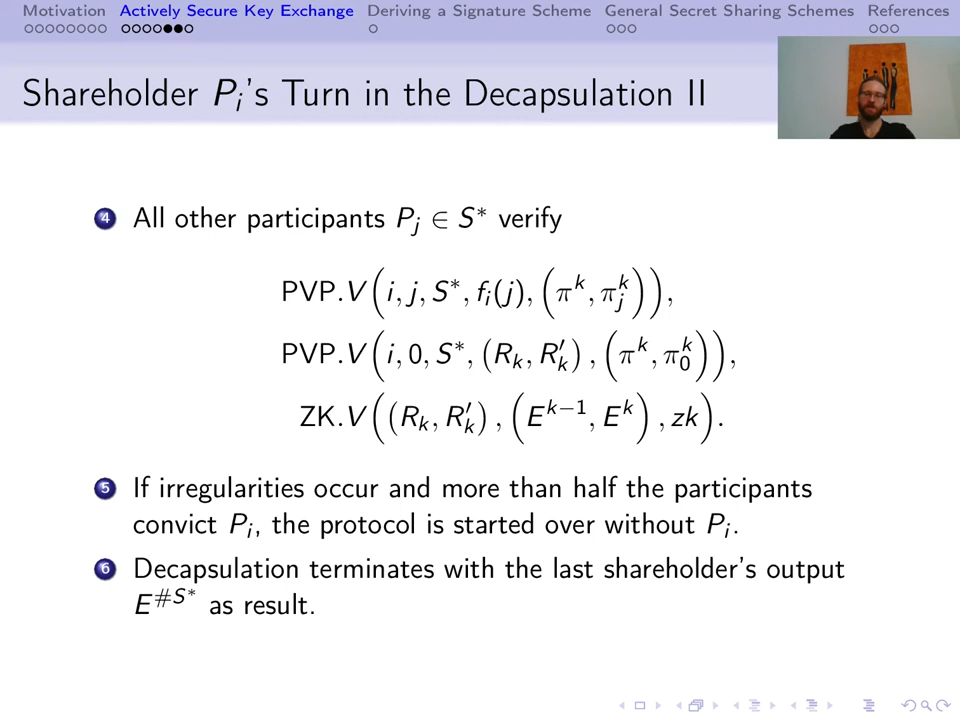 Motivation Actively Secure Key Exchange Deriving a Signature Scheme General Secret Sharing Schemes References
Shareholder P_i's Turn in the Decapsulation II
4 All other participants P_j ∈ S* verify
PVP.V(i, j, S*, f_i(j), (π^k, π_j^k)),
PVP.V(i, 0, S*, (R_k, R′_k), (π^k, π_0^k)),
ZK.V((R_k, R′_k), (E^{k−1}, E^k), zk).
5 If irregularities occur and more than half the participants
convict P_i, the protocol is started over without P_i.
6 Decapsulation terminates with the last shareholder's output
E^{#S*} as result.